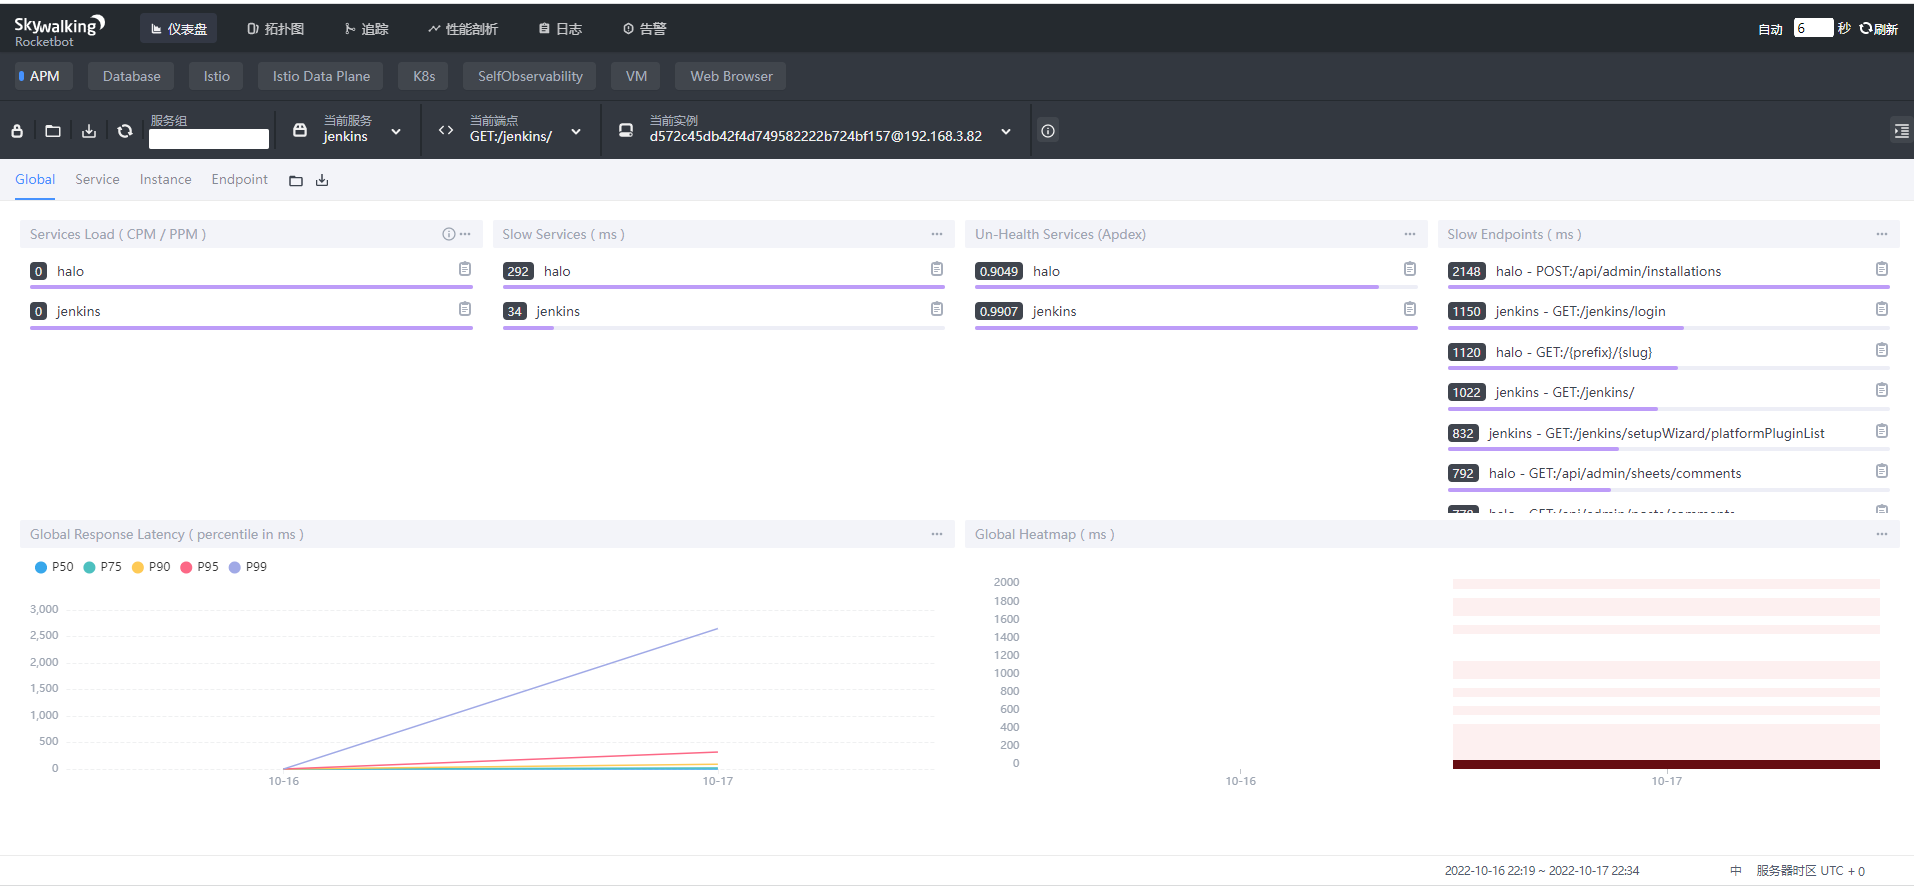 Skywalking
Rocketbot
仪表盘
拓扑图
追踪
性能剖析
日志
告警
自动 6 秒 刷新
APM
Database
Istio
Istio Data Plane
K8s
SelfObservability
VM
Web Browser
服务组
当前服务
jenkins
当前端点
GET:/jenkins/
当前实例
d572c45db42f4d749582222b724bf157@192.168.3.82
Global
Service
Instance
Endpoint
Services Load ( CPM / PPM )
0 halo
0 jenkins
Slow Services ( ms )
292 halo
34 jenkins
Un-Health Services (Apdex)
0.9049 halo
0.9907 jenkins
Slow Endpoints ( ms )
2148 halo - POST:/api/admin/installations
1150 jenkins - GET:/jenkins/login
1120 halo - GET:/{prefix}/{slug}
1022 jenkins - GET:/jenkins/
832 jenkins - GET:/jenkins/setupWizard/platformPluginList
792 halo - GET:/api/admin/sheets/comments
halo - GET:/api/admin/posts/comments
Global Response Latency ( percentile in ms )
P50 P75 P90 P95 P99
3,000
2,500
2,000
1,500
1,000
500
0
10-16 10-17
Global Heatmap ( ms )
2000
1800
1600
1400
1200
1000
800
600
400
200
0
10-16 10-17
2022-10-16 22:19 ~ 2022-10-17 22:34
中
服务器时区 UTC + 0